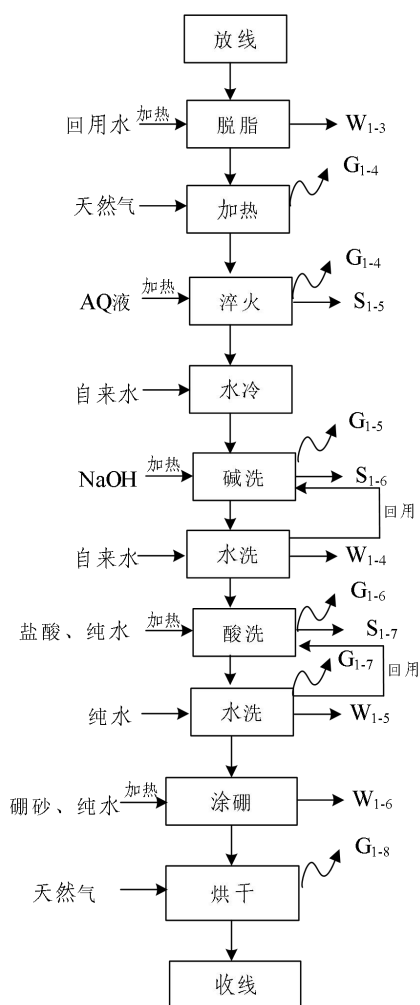 放线
回用水 加热 脱脂 W1-3
天然气 加热 G1-4
AQ液 加热 淬火 G1-4 S1-5
自来水 水冷
NaOH 加热 碱洗 G1-5 S1-6
回用
自来水 水洗 W1-4
盐酸、纯水 加热 酸洗 G1-6 S1-7
回用
纯水 水洗 G1-7 W1-5
硼砂、纯水 加热 涂硼 W1-6
天然气 烘干 G1-8
收线